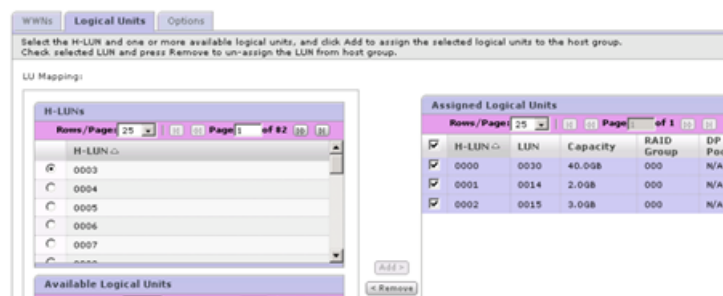 WWNs Logical Units Options
Select the H-LUN and one or more available logical units, and click Add to assign the selected logical units to the host group.
Check selected LUN and press Remove to un-assign the LUN from host group.
LU Mapping:
H-LUNs
Rows/Page: 25 Page 1 of 82
H-LUN
0003
0004
0005
0006
0007
Available Logical Units
Add >
< Remove
Assigned Logical Units
Rows/Page: 25 Page 1 of 1
H-LUN LUN Capacity RAID Group DP
0000 0030 40.0GB 000 N/A
0001 0014 2.0GB 000 N/A
0002 0015 3.0GB 000 N/A